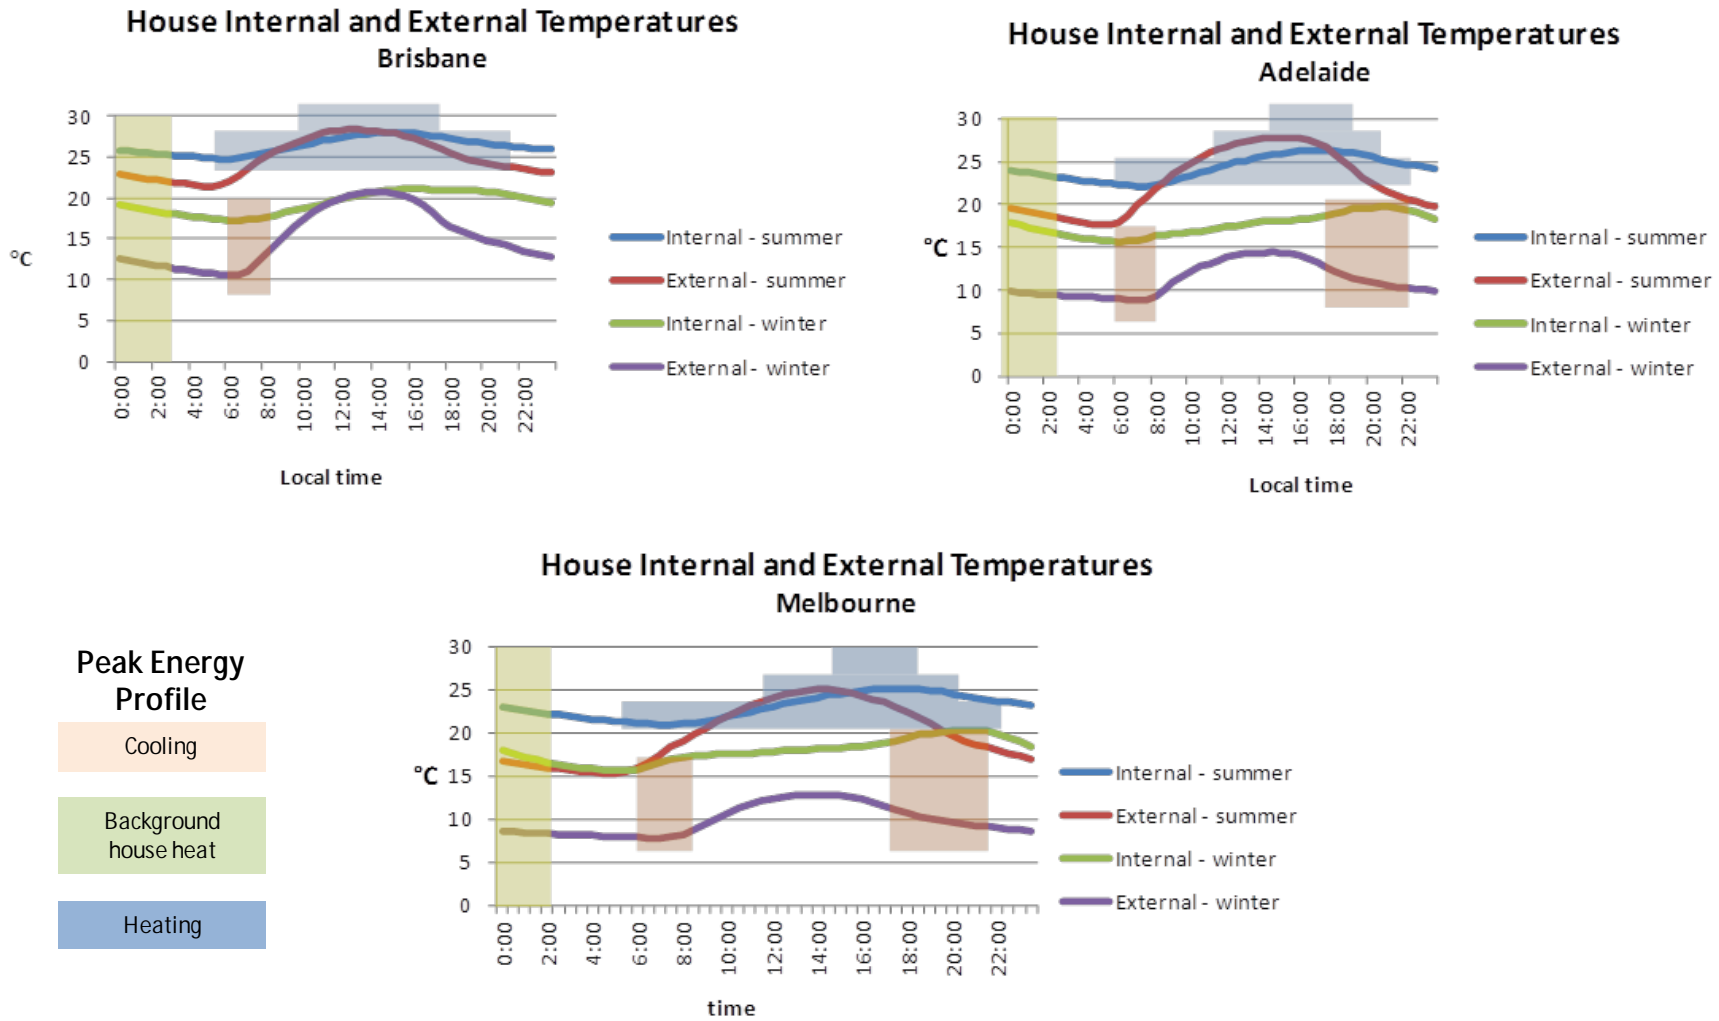 House Internal and External Temperatures
Brisbane
30
25
20
15
10
5
0
°C
0:00
2:00
4:00
6:00
8:00
10:00
12:00
14:00
16:00
18:00
20:00
22:00
Local time
Internal - summer
External - summer
Internal - winter
External - winter
House Internal and External Temperatures
Adelaide
30
25
20
15
10
5
0
°C
0:00
2:00
4:00
6:00
8:00
10:00
12:00
14:00
16:00
18:00
20:00
22:00
Local time
Internal - summer
External - summer
Internal - winter
External - winter
Peak Energy
Profile
Cooling
Background
house heat
Heating
House Internal and External Temperatures
Melbourne
30
25
20
15
10
5
0
°C
0:00
2:00
4:00
6:00
8:00
10:00
12:00
14:00
16:00
18:00
20:00
22:00
time
Internal - summer
External - summer
Internal - winter
External - winter